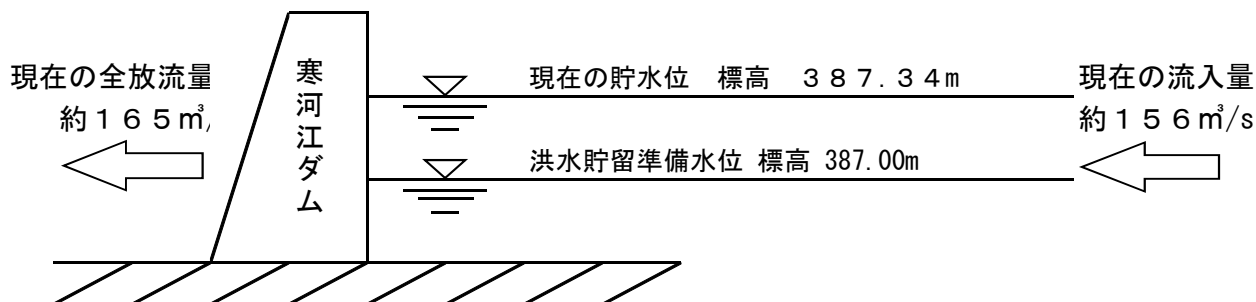 現在の全放流量
約１６５㎥/
寒河江ダム
現在の貯水位　標高　３８７.３４m
洪水貯留準備水位 標高 387.00m
現在の流入量
約１５６㎥/s